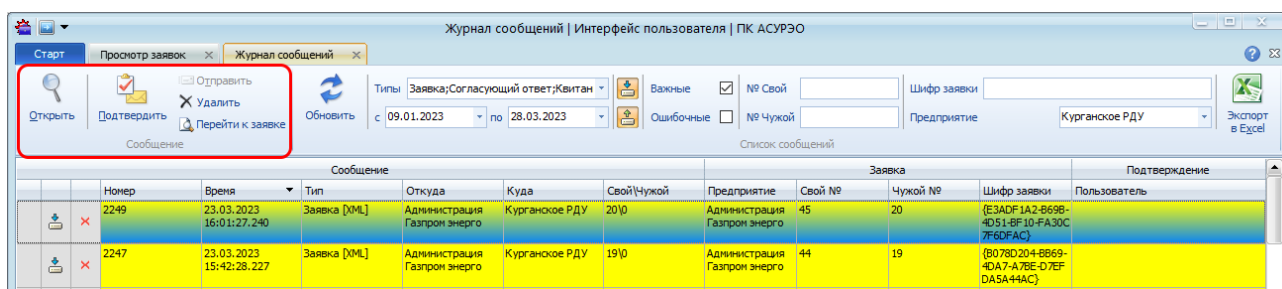 Журнал сообщений | Интерфейс пользователя | ПК АСУРЭО
Старт Просмотр заявок Журнал сообщений
Открыть Подтвердить Отправить Удалить Перейти к заявке Обновить
Типы Заявка;Согласующий ответ;Квитан Важные № Свой Шифр заявки
с 09.01.2023 по 28.03.2023 Ошибочные № Чужой Предприятие Курганское РДУ Экспорт в Excel
Сообщение Список сообщений
Сообщение Заявка Подтверждение
Номер Время Тип Откуда Куда Свой\Чужой Предприятие Свой № Чужой № Шифр заявки Пользователь
2249 23.03.2023 Заявка [XML] Администрация Курганское РДУ 20\0 Администрация 45 20 {E3ADF1A2-B69B-
16:01:27.240 Газпром энерго Газпром энерго 4D51-BF10-FA30C
7F6DFAC}
2247 23.03.2023 Заявка [XML] Администрация Курганское РДУ 19\0 Администрация 44 19 {B078D204-BB69-
15:42:28.227 Газпром энерго Газпром энерго 4DA7-A7BE-D7EF
DA5A44AC}